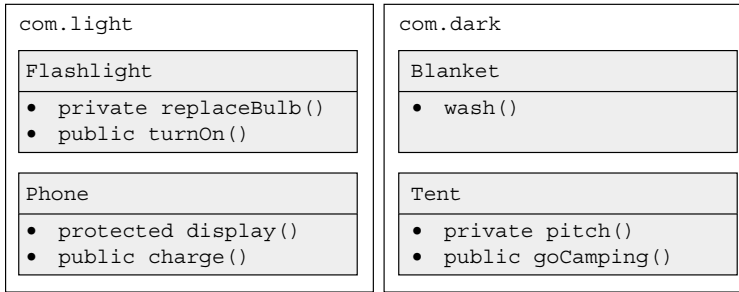 com.light
Flashlight
• private replaceBulb()
• public turnOn()
Phone
• protected display()
• public charge()
com.dark
Blanket
• wash()
Tent
• private pitch()
• public goCamping()